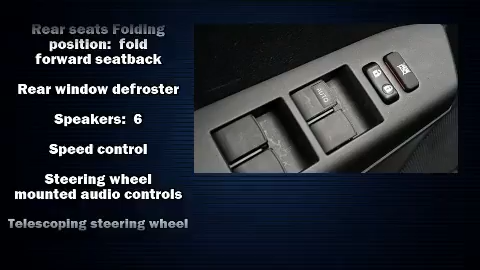 Rear seats Folding
position: fold
forward seatback
Rear window defroster
Speakers: 6
Speed control
Steering wheel
mounted audio controls
Telescoping steering wheel
AUTO